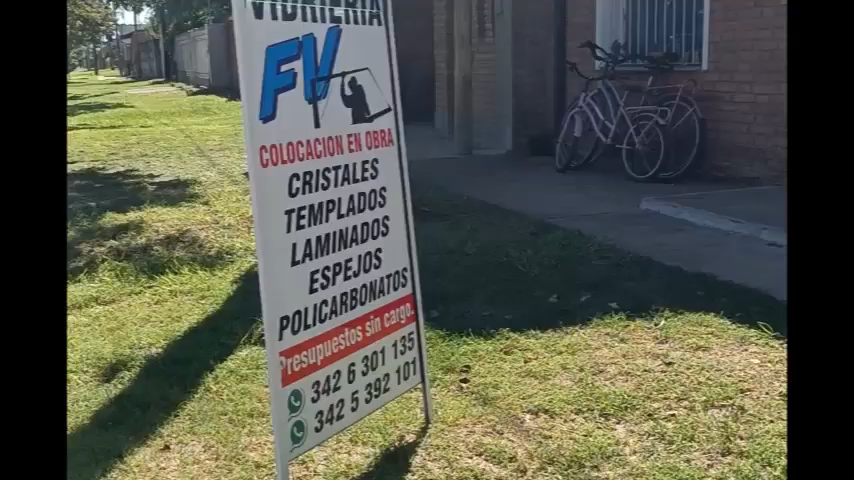 VIDRIERIA
FV
COLOCACION EN OBRA
CRISTALES
TEMPLADOS
LAMINADOS
ESPEJOS
POLICARBONATOS
Presupuestos sin cargo.
342 6 301 135
342 5 392 101